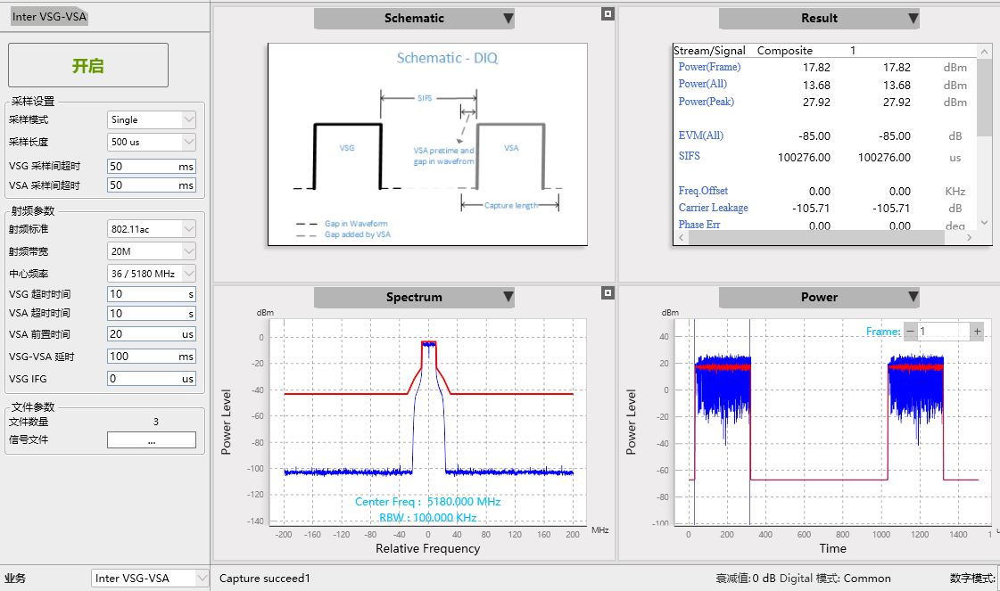 Inter VSG-VSA
开启
采样设置
采样模式 Single
采样长度 500 us
VSG 采样间超时 50 ms
VSA 采样间超时 50 ms
射频参数
射频标准 802.11ac
射频带宽 20M
中心频率 36 / 5180 MHz
VSG 超时时间 10 s
VSA 超时时间 10 s
VSA 前置时间 20 us
VSG-VSA 延时 100 ms
VSG IFG 0 us
文件参数
文件数量 3
信号文件 ...
业务 Inter VSG-VSA
Schematic
Schematic - DIQ
SIFS
VSG
VSA pretime and
gap in wavefrom
VSA
Capture length
Gap in Waveform
Gap added by VSA
Result
Stream/Signal Composite 1
Power(Frame) 17.82 17.82 dBm
Power(All) 13.68 13.68 dBm
Power(Peak) 27.92 27.92 dBm
EVM(All) -85.00 -85.00 dB
SIFS 100276.00 100276.00 us
Freq.Offset 0.00 0.00 KHz
Carrier Leakage -105.71 -105.71 dB
Phase Err 0.00 0.00 deg
Spectrum
dBm
0
-20
-40
-60
-80
-100
-120
-140
Power Level
Center Freq : 5180.000 MHz
RBW : 100.000 KHz
-200 -160 -120 -80 -40 0 40 80 120 160 200 MHz
Relative Frequency
Power
dBm
Frame: − 1 +
40
20
0
-20
-40
-60
-80
-100
Power Level
0 200 400 600 800 1000 1200 1400 1
Time
Capture succeed1
衰减值: 0 dB Digital 模式: Common
数字模式: